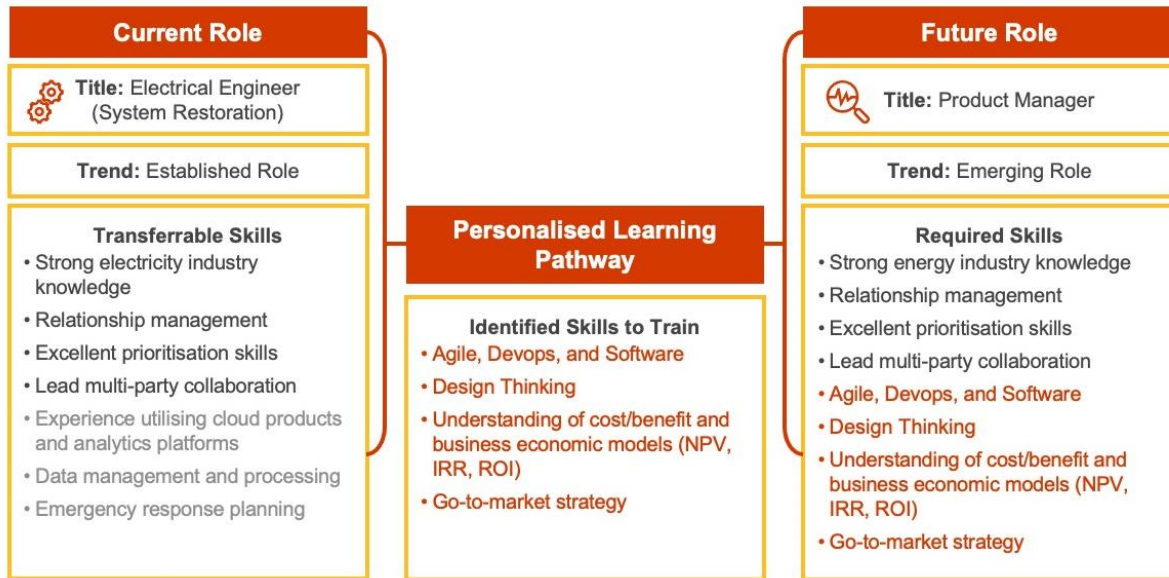 Current Role
Title: Electrical Engineer
(System Restoration)
Trend: Established Role
Transferrable Skills
• Strong electricity industry
knowledge
• Relationship management
• Excellent prioritisation skills
• Lead multi-party collaboration
• Experience utilising cloud products
and analytics platforms
• Data management and processing
• Emergency response planning
Personalised Learning
Pathway
Identified Skills to Train
• Agile, Devops, and Software
• Design Thinking
• Understanding of cost/benefit and
business economic models (NPV,
IRR, ROI)
• Go-to-market strategy
Future Role
Title: Product Manager
Trend: Emerging Role
Required Skills
• Strong energy industry knowledge
• Relationship management
• Excellent prioritisation skills
• Lead multi-party collaboration
• Agile, Devops, and Software
• Design Thinking
• Understanding of cost/benefit and
business economic models (NPV,
IRR, ROI)
• Go-to-market strategy